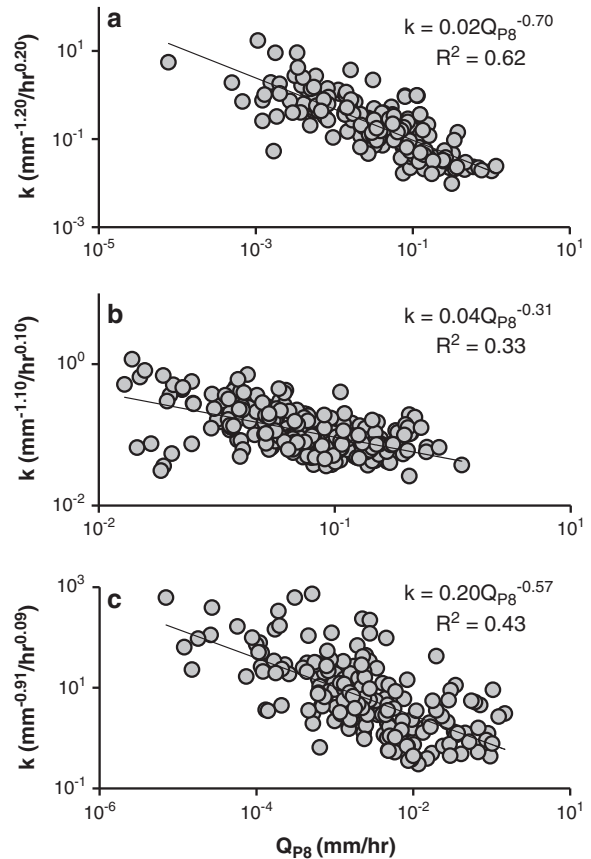 a
k = 0.02Q_P8^-0.70
R^2 = 0.62
k (mm^-1.20/hr^0.20)
10^1
10^-1
10^-3
10^-5
10^-3
10^-1
10^1
b
k = 0.04Q_P8^-0.31
R^2 = 0.33
k (mm^-1.10/hr^0.10)
10^0
10^-2
10^-2
10^-1
10^1
c
k = 0.20Q_P8^-0.57
R^2 = 0.43
k (mm^-0.91/hr^0.09)
10^3
10^1
10^-1
10^-6
10^-4
10^-2
10^1
Q_P8 (mm/hr)